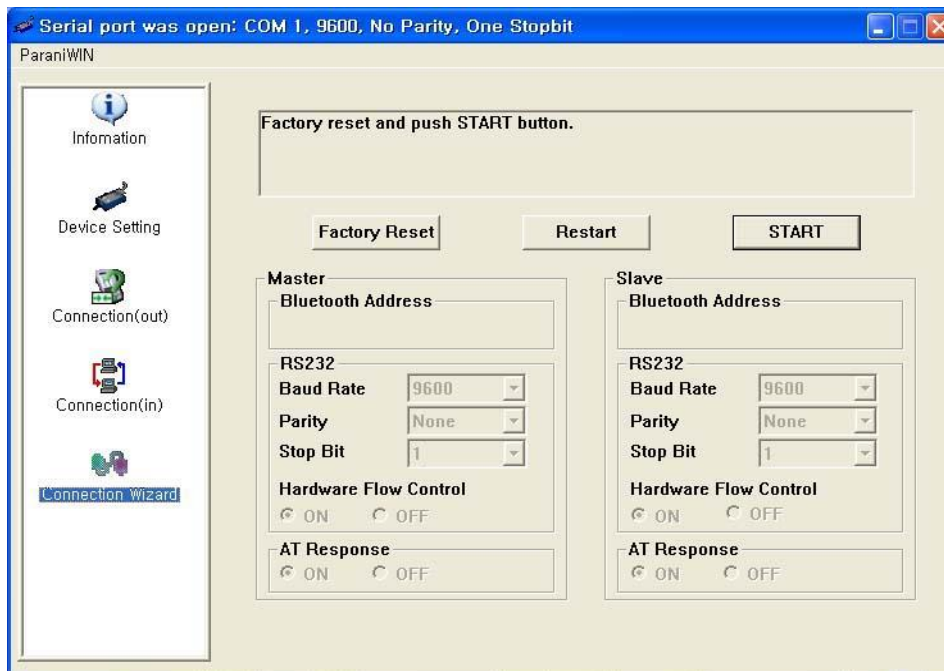 Serial port was open: COM 1, 9600, No Parity, One Stopbit
ParaniWIN
Infomation
Device Setting
Connection(out)
Connection(in)
Connection Wizard
Factory reset and push START button.
Factory Reset Restart START
Master
Bluetooth Address
RS232
Baud Rate 9600
Parity None
Stop Bit 1
Hardware Flow Control
ON OFF
AT Response
ON OFF
Slave
Bluetooth Address
RS232
Baud Rate 9600
Parity None
Stop Bit 1
Hardware Flow Control
ON OFF
AT Response
ON OFF